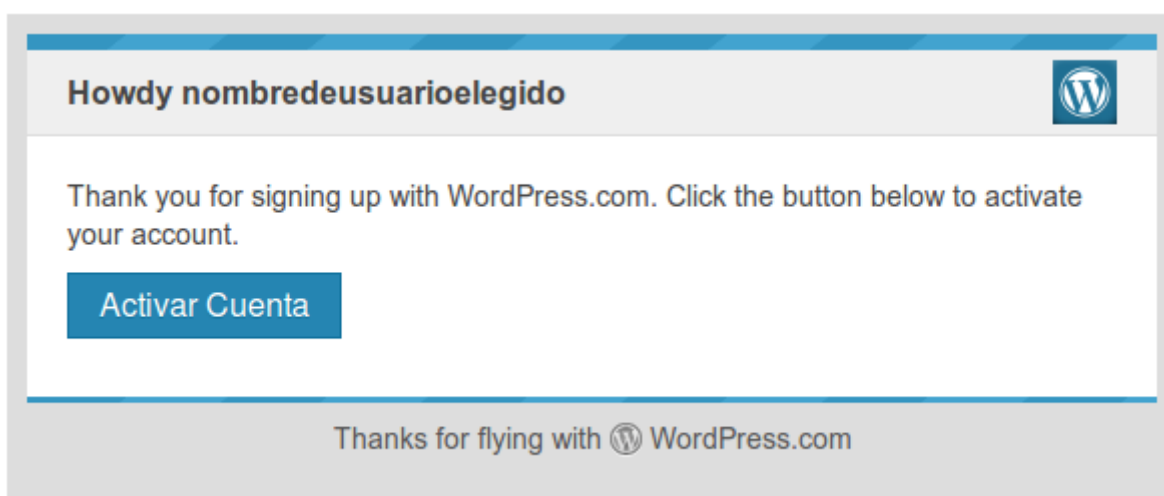 Howdy nombredeusuarioelegido
Thank you for signing up with WordPress.com. Click the button below to activate
your account.
Activar Cuenta
Thanks for flying with WordPress.com